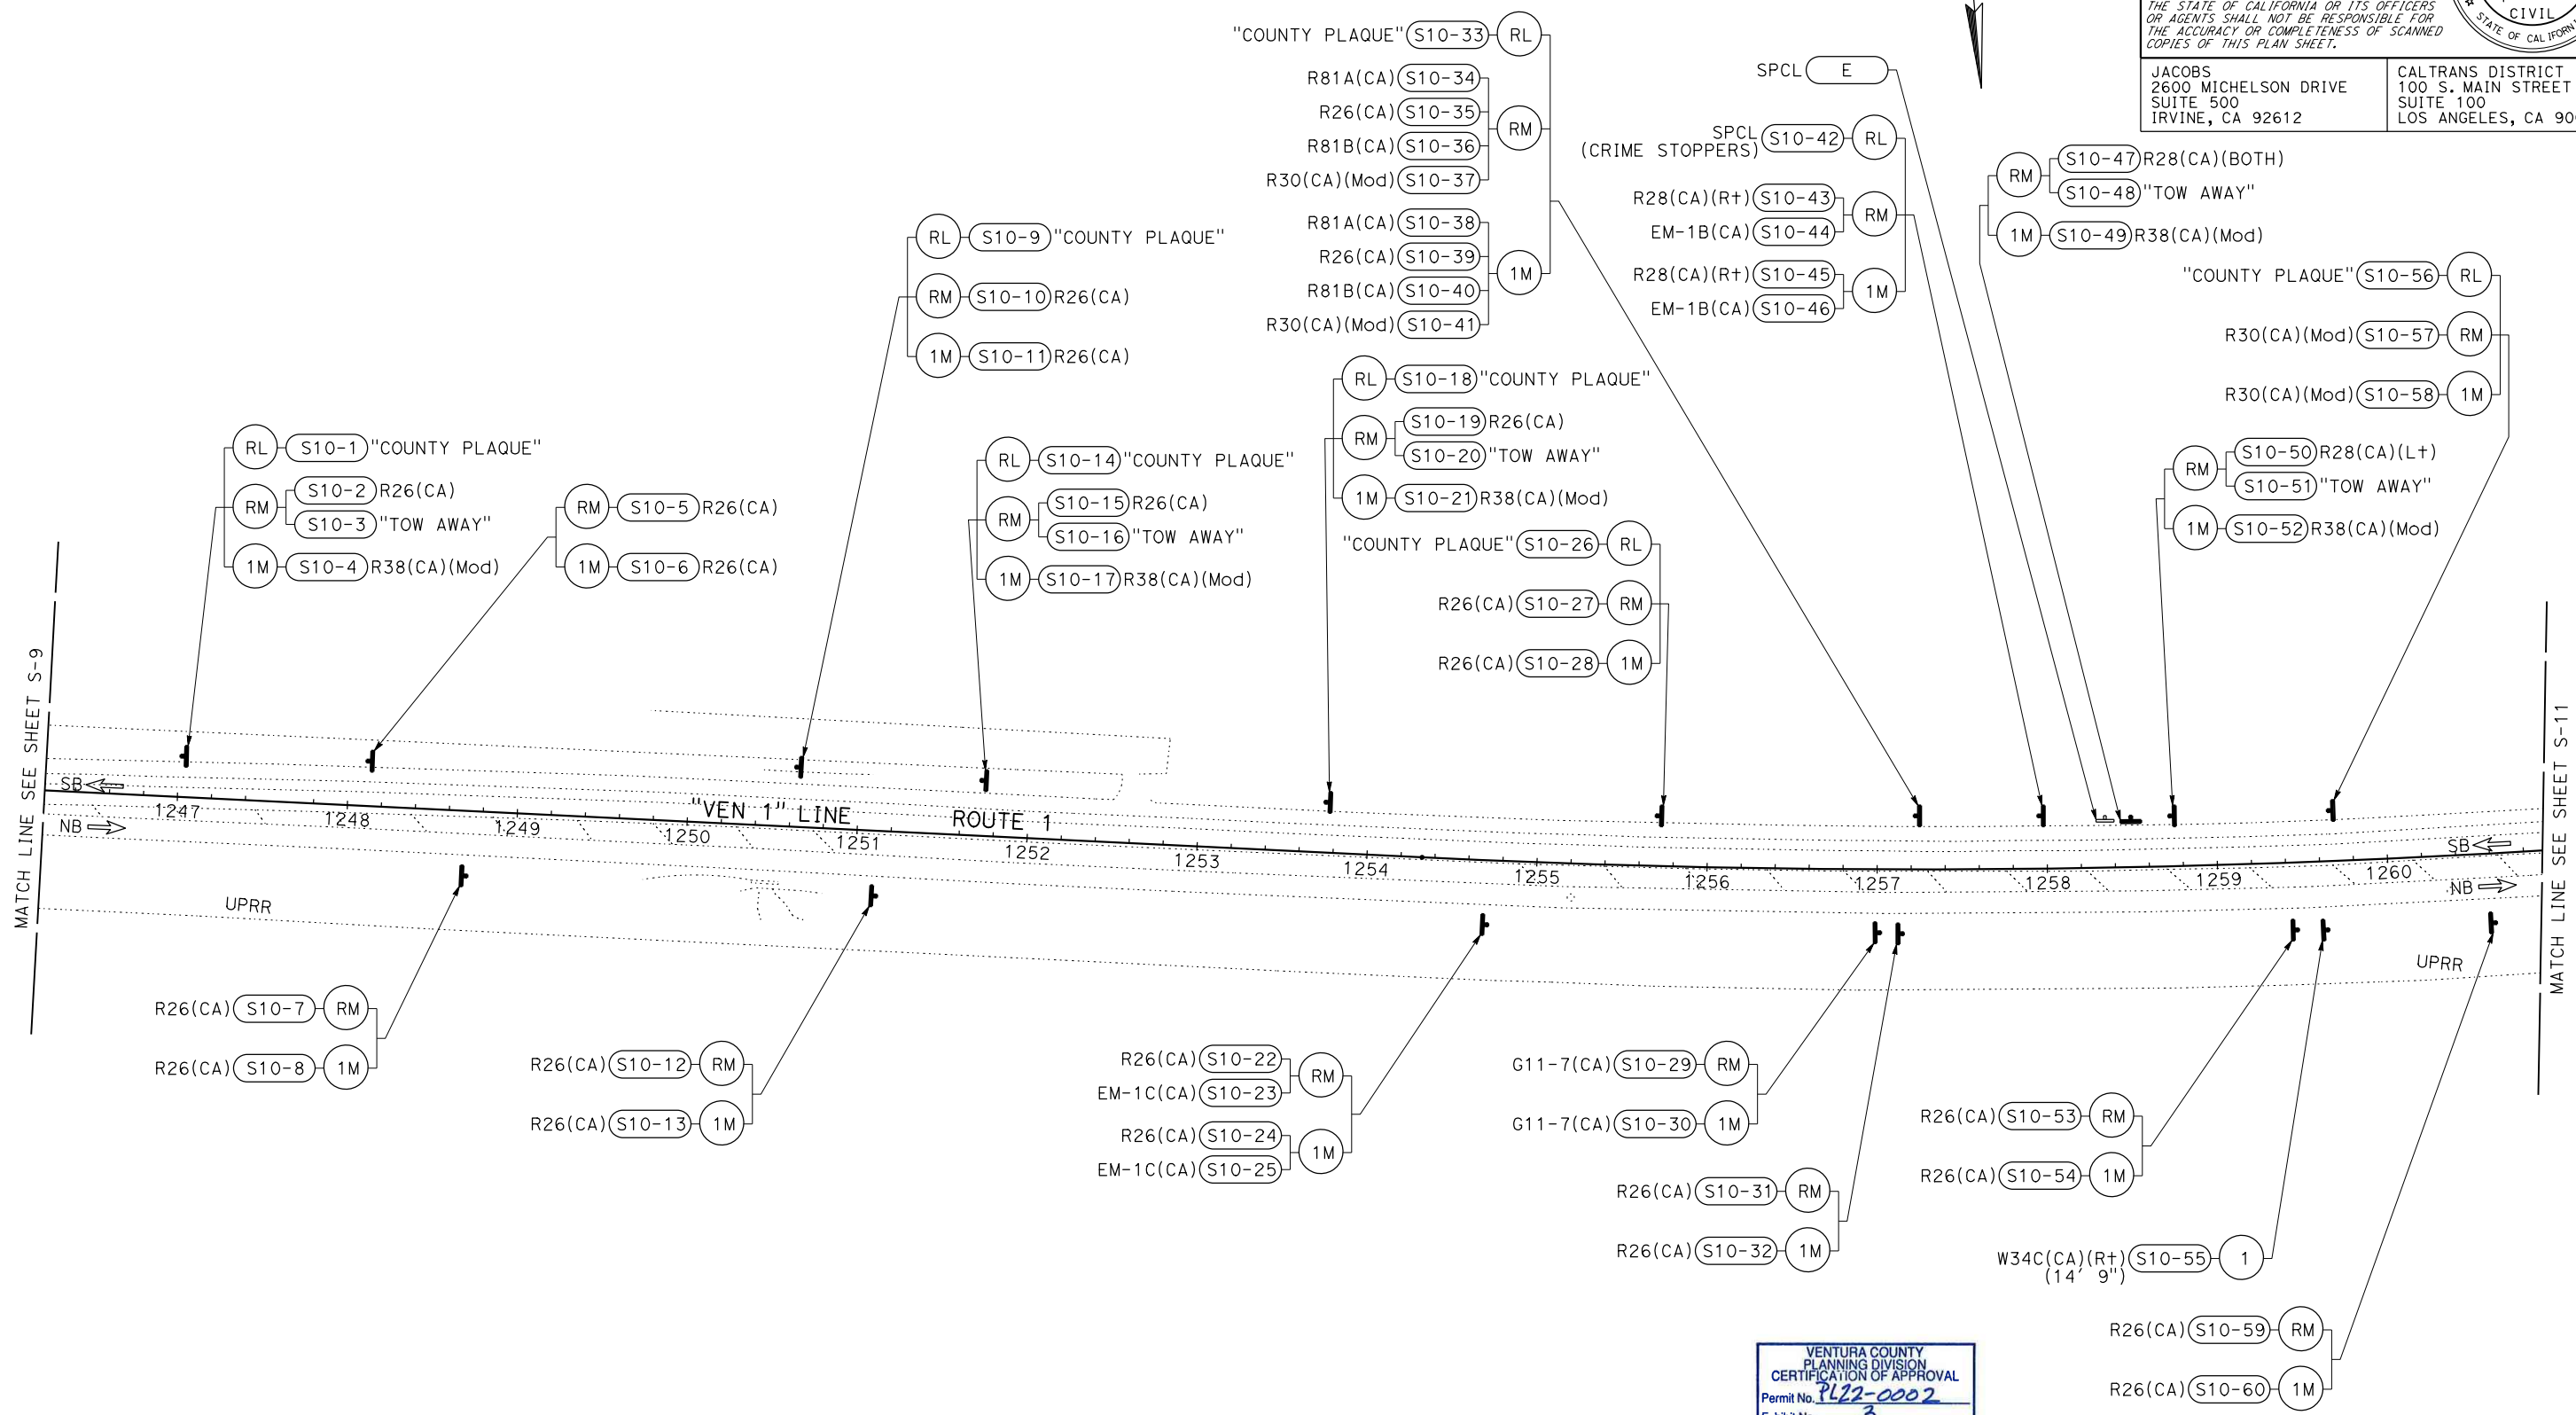 THE STATE OF CALIFORNIA OR ITS OFFICERS
OR AGENTS SHALL NOT BE RESPONSIBLE FOR
THE ACCURACY OR COMPLETENESS OF SCANNED
COPIES OF THIS PLAN SHEET.
CIVIL
STATE OF CALIFORN
JACOBS
2600 MICHELSON DRIVE
SUITE 500
IRVINE, CA 92612
CALTRANS DISTRICT
100 S. MAIN STREET
SUITE 100
LOS ANGELES, CA 90
"COUNTY PLAQUE" S10-33 RL
R81A(CA) S10-34
R26(CA) S10-35
RM
R81B(CA) S10-36
R30(CA)(Mod) S10-37
R81A(CA) S10-38
R26(CA) S10-39
1M
R81B(CA) S10-40
R30(CA)(Mod) S10-41
SPCL E
SPCL
(CRIME STOPPERS) S10-42 RL
R28(CA)(Rt) S10-43
RM
EM-1B(CA) S10-44
R28(CA)(Rt) S10-45
1M
EM-1B(CA) S10-46
RM S10-47 R28(CA)(BOTH)
S10-48 "TOW AWAY"
1M S10-49 R38(CA)(Mod)
"COUNTY PLAQUE" S10-56 RL
R30(CA)(Mod) S10-57 RM
R30(CA)(Mod) S10-58 1M
RL S10-9 "COUNTY PLAQUE"
RM S10-10 R26(CA)
1M S10-11 R26(CA)
RL S10-18 "COUNTY PLAQUE"
RM S10-19 R26(CA)
S10-20 "TOW AWAY"
1M S10-21 R38(CA)(Mod)
RL S10-1 "COUNTY PLAQUE"
RM S10-2 R26(CA)
S10-3 "TOW AWAY"
1M S10-4 R38(CA)(Mod)
RM S10-5 R26(CA)
1M S10-6 R26(CA)
RL S10-14 "COUNTY PLAQUE"
RM S10-15 R26(CA)
S10-16 "TOW AWAY"
1M S10-17 R38(CA)(Mod)
"COUNTY PLAQUE" S10-26 RL
R26(CA) S10-27 RM
R26(CA) S10-28 1M
RM S10-50 R28(CA)(Lt)
S10-51 "TOW AWAY"
1M S10-52 R38(CA)(Mod)
MATCH LINE SEE SHEET S-9
MATCH LINE SEE SHEET S-11
SB
NB
"VEN 1" LINE
ROUTE 1
1247 1248 1249 1250 1251 1252 1253 1254 1255 1256 1257 1258 1259 1260
SB
NB
UPRR
UPRR
R26(CA) S10-7 RM
R26(CA) S10-8 1M
R26(CA) S10-12 RM
R26(CA) S10-13 1M
R26(CA) S10-22
RM
EM-1C(CA) S10-23
R26(CA) S10-24
1M
EM-1C(CA) S10-25
G11-7(CA) S10-29 RM
G11-7(CA) S10-30 1M
R26(CA) S10-31 RM
R26(CA) S10-32 1M
R26(CA) S10-53 RM
R26(CA) S10-54 1M
W34C(CA)(Rt) S10-55 1
(14' 9")
R26(CA) S10-59 RM
R26(CA) S10-60 1M
VENTURA COUNTY
PLANNING DIVISION
CERTIFICATION OF APPROVAL
Permit No. PL22-0002
Exhibit No. 3